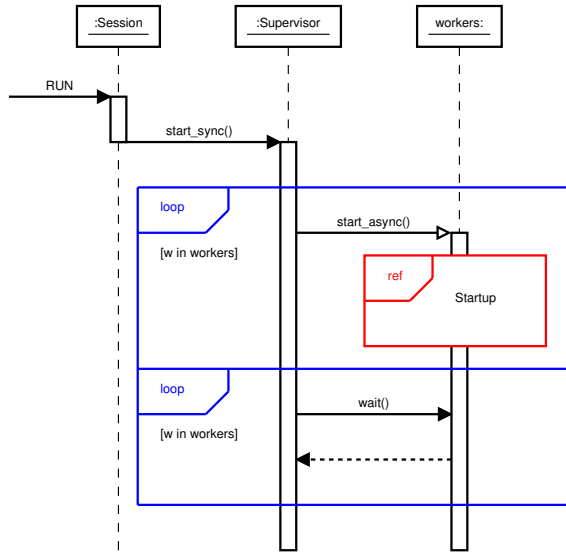 :Session
:Supervisor
workers:
RUN
start_sync()
loop
start_async()
[w in workers]
ref
Startup
loop
wait()
[w in workers]